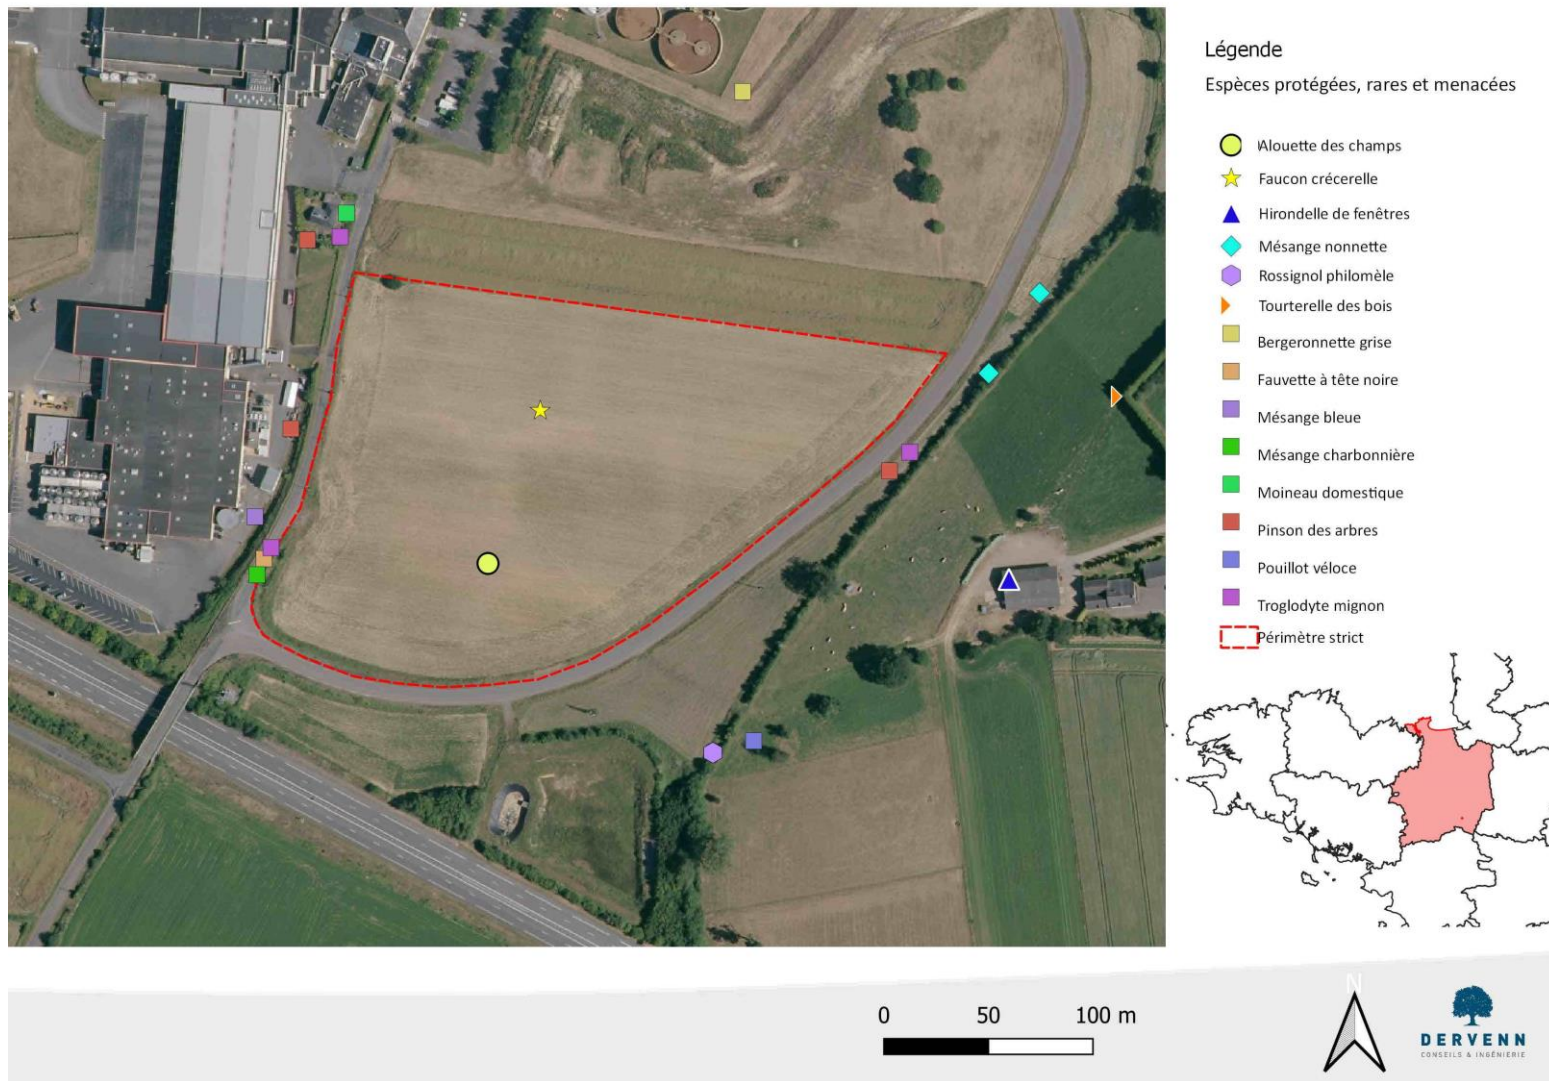 Légende
Espèces protégées, rares et menacées
Alouette des champs
Faucon crécerelle
Hirondelle de fenêtres
Mésange nonnette
Rossignol philomèle
Tourterelle des bois
Bergeronnette grise
Fauvette à tête noire
Mésange bleue
Mésange charbonnière
Moineau domestique
Pinson des arbres
Pouillot véloce
Troglodyte mignon
Périmètre strict
0 50 100 m
N
DERVENN
CONSEILS & INGÉNIERIE